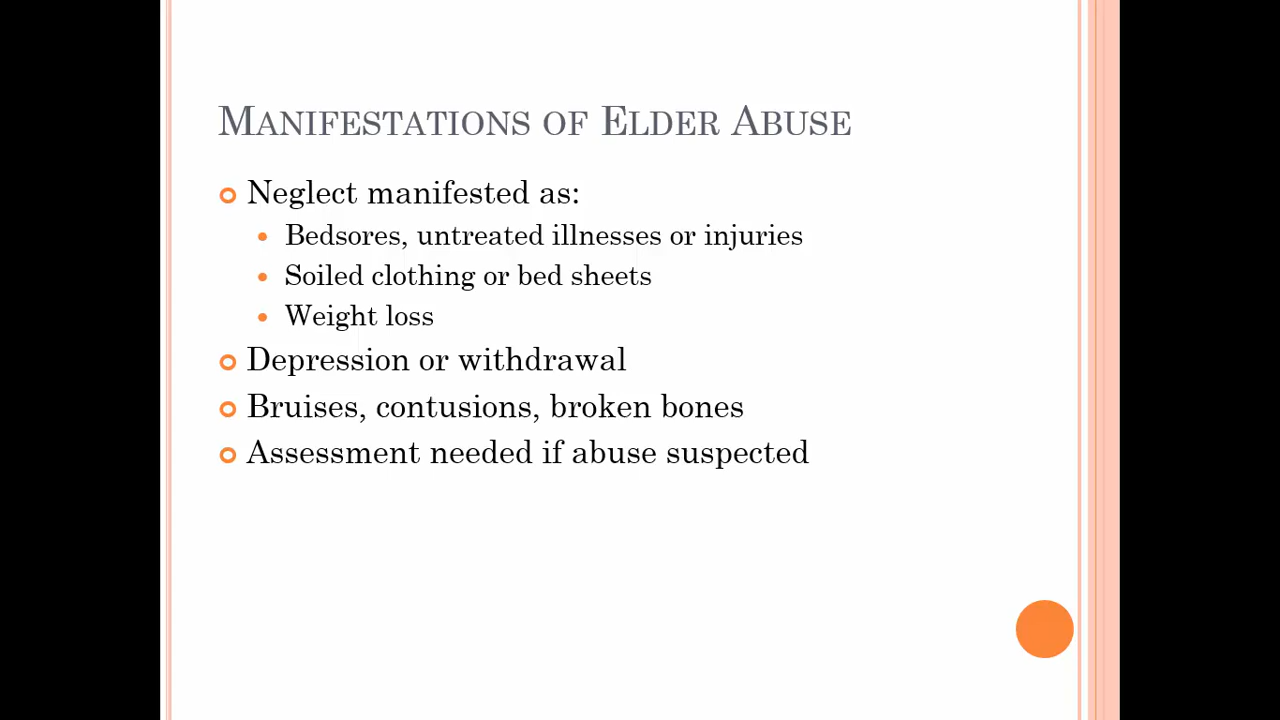 Manifestations of Elder Abuse
Neglect manifested as:
Bedsores, untreated illnesses or injuries
Soiled clothing or bed sheets
Weight loss
Depression or withdrawal
Bruises, contusions, broken bones
Assessment needed if abuse suspected